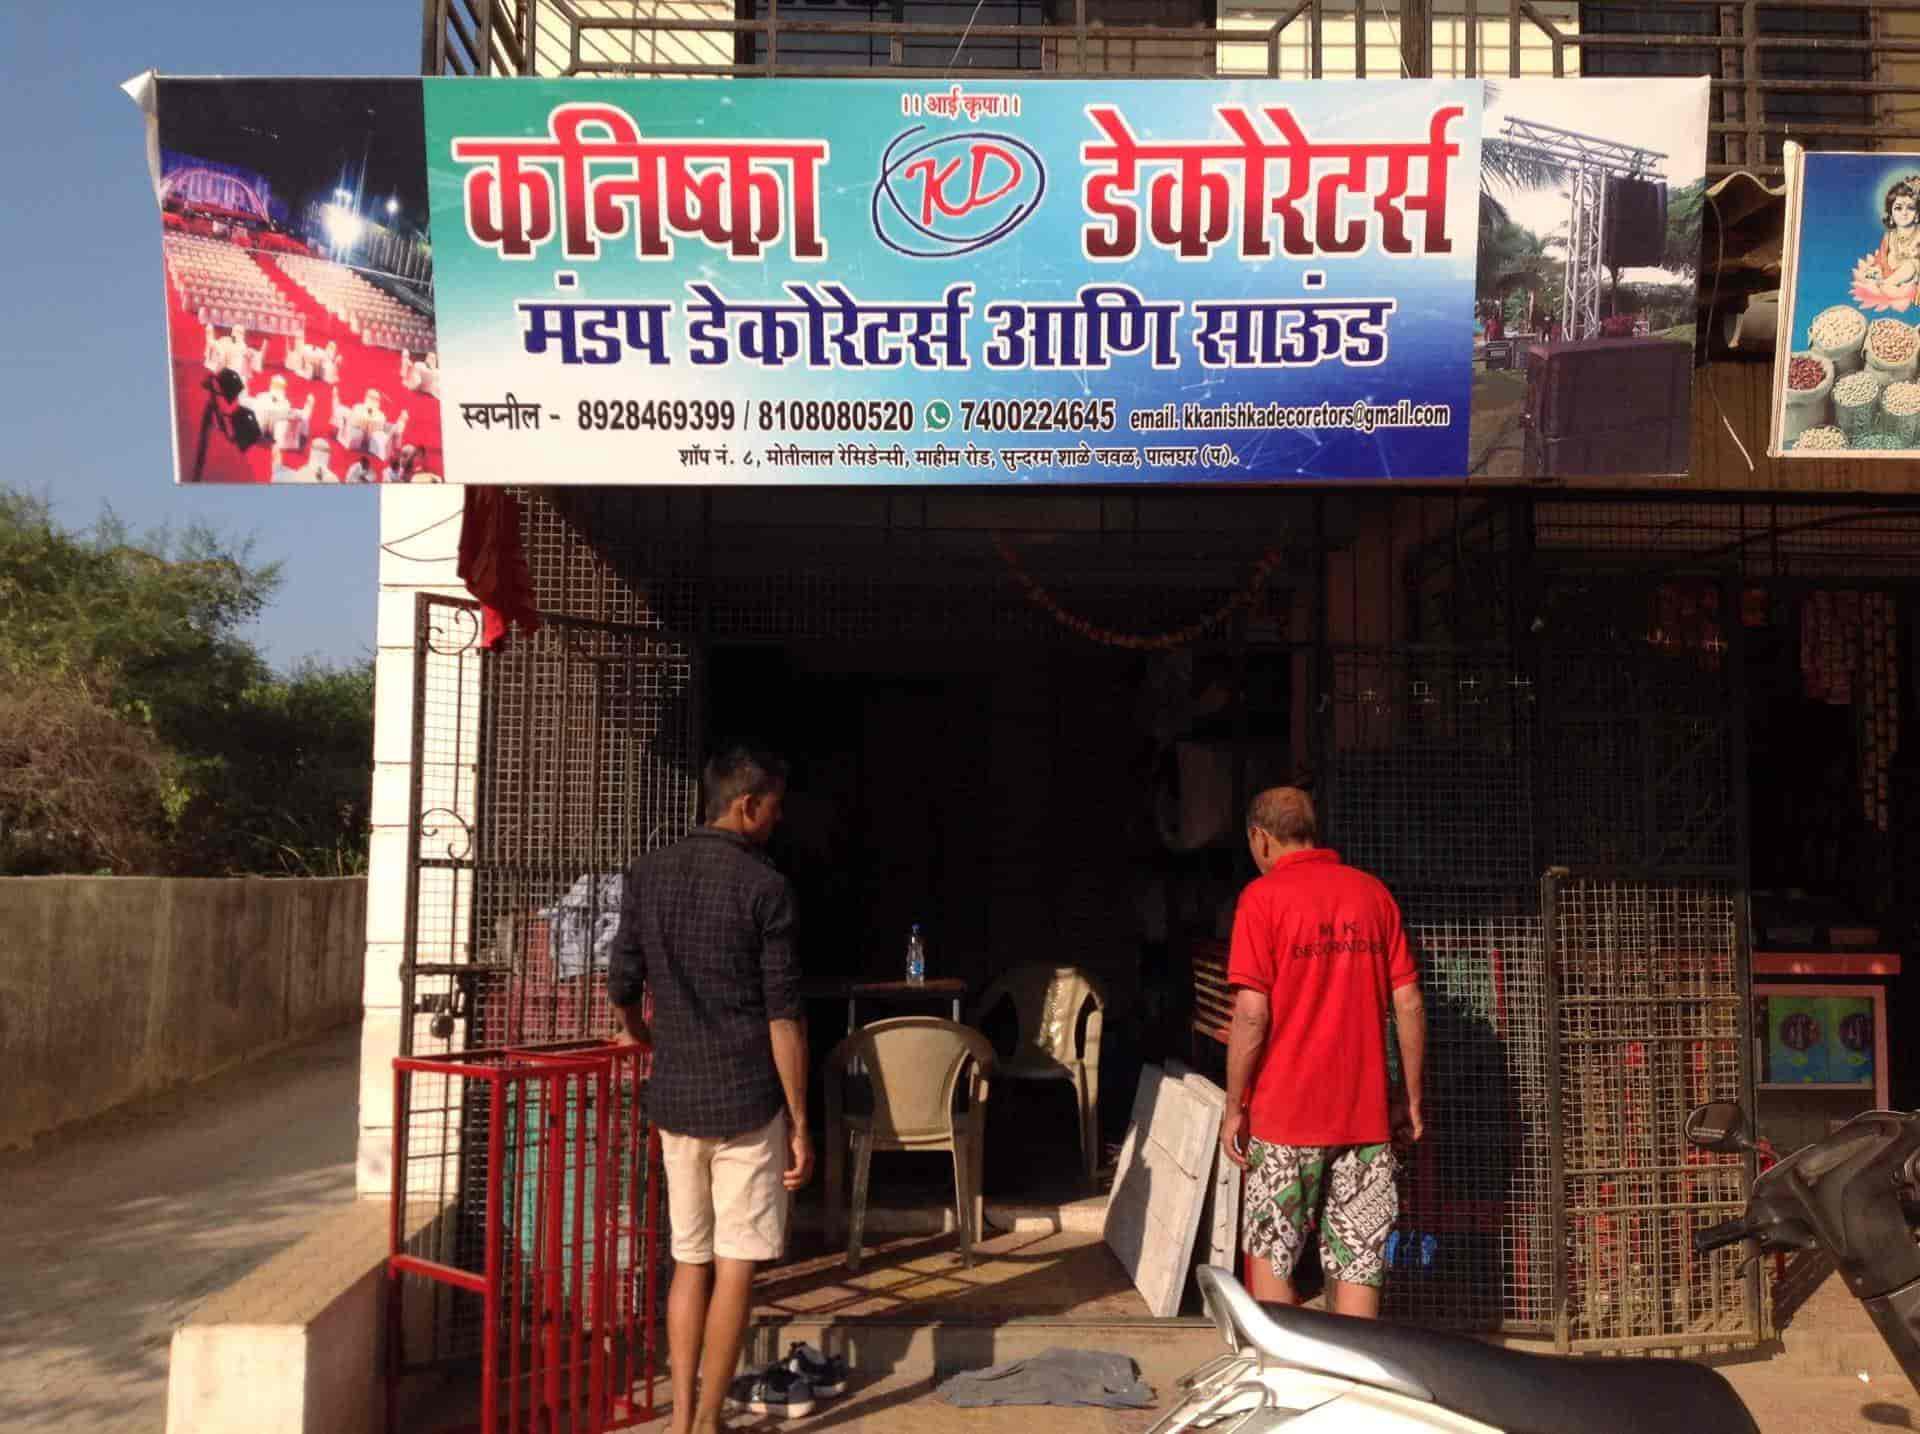 ।। आई कृपा ।।
कनिष्का KD डेकोरेटर्स
मंडप डेकोरेटर्स आणि साऊंड
स्वप्नील - 8928469399 / 8108080520 7400224645 email. kkanishkadecoretors@gmail.com
शॉप नं. ८, मोतीलाल रेसिडेन्सी, माहीम रोड, सुन्दरम शाळे जवळ, पालघर (प).
M K.
DECORATORS